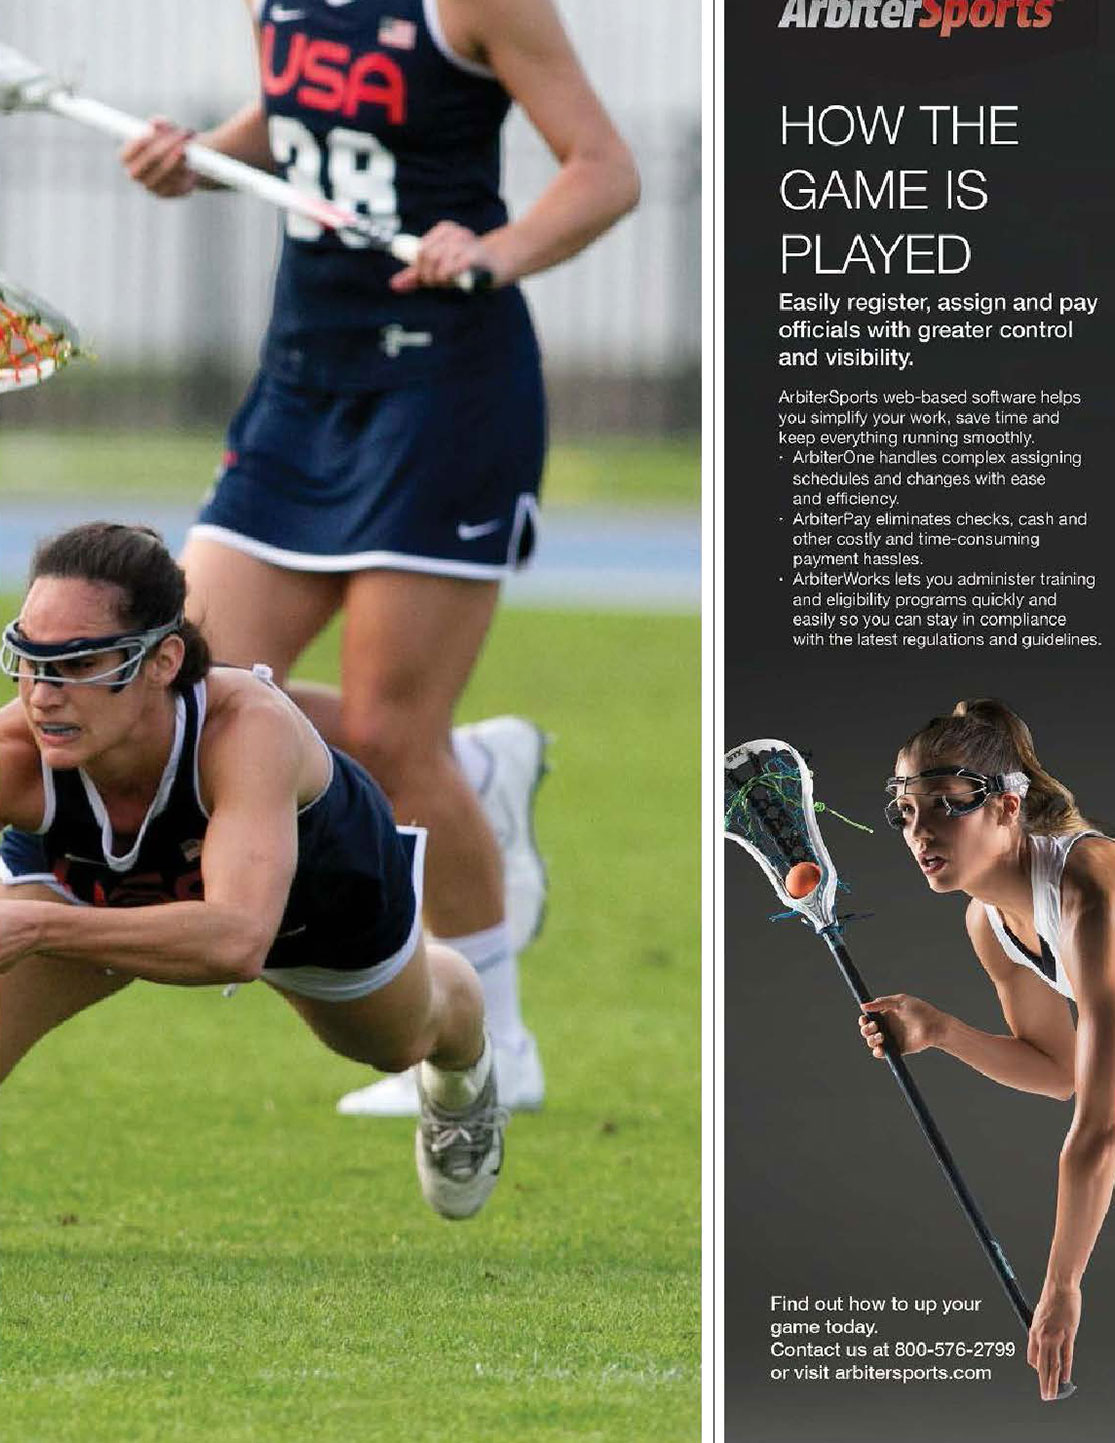 USA
38
ArbiterSports
HOW THE
GAME IS
PLAYED
Easily register, assign and pay
officials with greater control
and visibility.
ArbiterSports web-based software helps
you simplify your work, save time and
keep everything running smoothly.
· ArbiterOne handles complex assigning
schedules and changes with ease
and efficiency.
· ArbiterPay eliminates checks, cash and
other costly and time-consuming
payment hassles.
· ArbiterWorks lets you administer training
and eligibility programs quickly and
easily so you can stay in compliance
with the latest regulations and guidelines.
STX
Find out how to up your
game today.
Contact us at 800-576-2799
or visit arbitersports.com